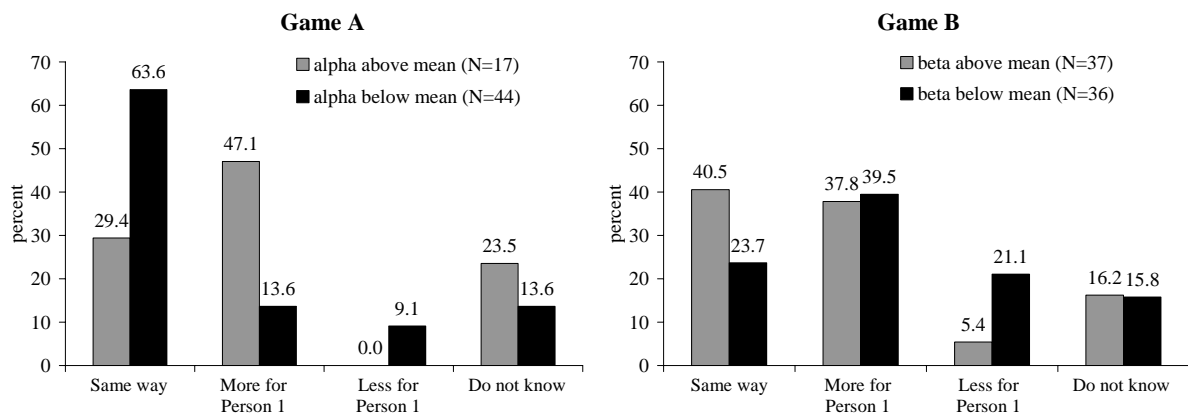 Game A
alpha above mean (N=17)
alpha below mean (N=44)
percent
70
60
50
40
30
20
10
0
29.4
63.6
47.1
13.6
0.0
9.1
23.5
13.6
Same way
More for
Person 1
Less for
Person 1
Do not know
Game B
beta above mean (N=37)
beta below mean (N=36)
percent
70
60
50
40
30
20
10
0
40.5
23.7
37.8
39.5
5.4
21.1
16.2
15.8
Same way
More for
Person 1
Less for
Person 1
Do not know